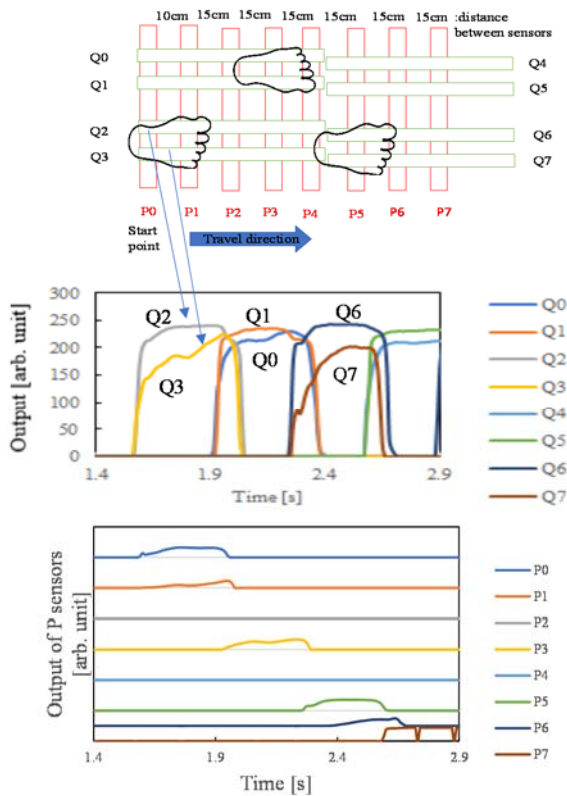 10cm 15cm 15cm 15cm 15cm 15cm 15cm :distance
between sensors
Q0
Q4
Q1
Q5
Q2
Q6
Q3
Q7
P0 P1 P2 P3 P4 P5 P6 P7
Start
point
Travel direction
Output [arb. unit]
300
250
200
150
100
50
0
Q2
Q1
Q6
Q3
Q0
Q7
1.4 1.9 2.4 2.9
Time [s]
Q0
Q1
Q2
Q3
Q4
Q5
Q6
Q7
Output of P sensors
[arb. unit]
1.4 1.9 2.4 2.9
Time [s]
P0
P1
P2
P3
P4
P5
P6
P7